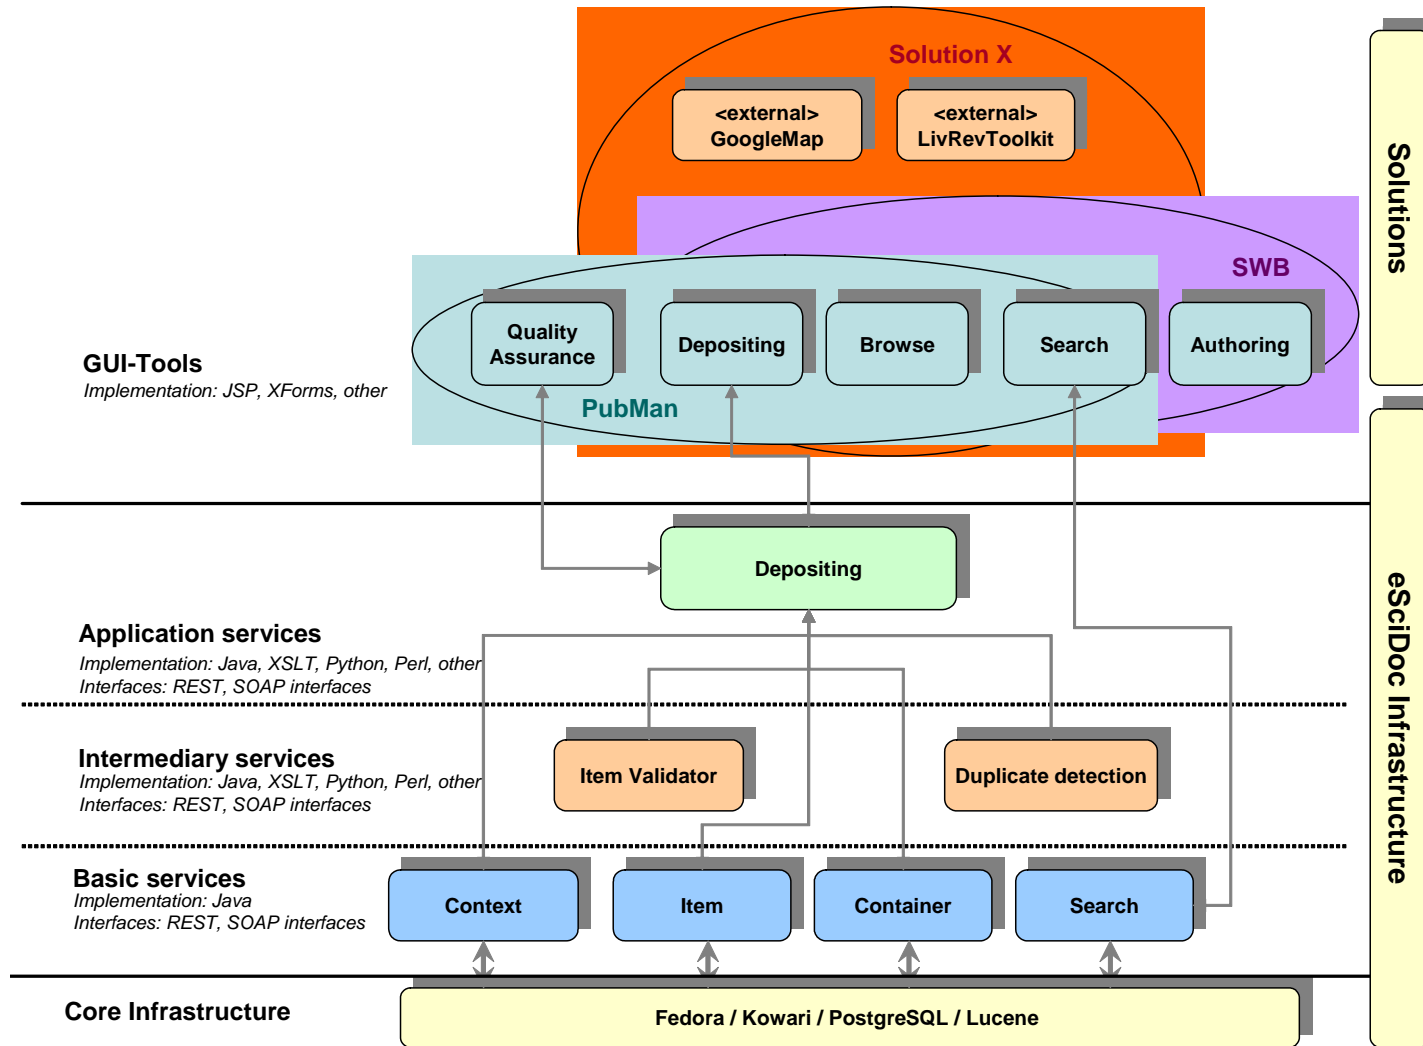 Solution X
<external>
GoogleMap
<external>
LivRevToolkit
Solutions
SWB
Quality
Assurance
Depositing
Browse
Search
Authoring
GUI-Tools
Implementation: JSP, XForms, other
PubMan
Depositing
Application services
Implementation: Java, XSLT, Python, Perl, other
Interfaces: REST, SOAP interfaces
eSciDoc Infrastructure
Intermediary services
Implementation: Java, XSLT, Python, Perl, other
Interfaces: REST, SOAP interfaces
Item Validator
Duplicate detection
Basic services
Implementation: Java
Interfaces: REST, SOAP interfaces
Context
Item
Container
Search
Core Infrastructure
Fedora / Kowari / PostgreSQL / Lucene